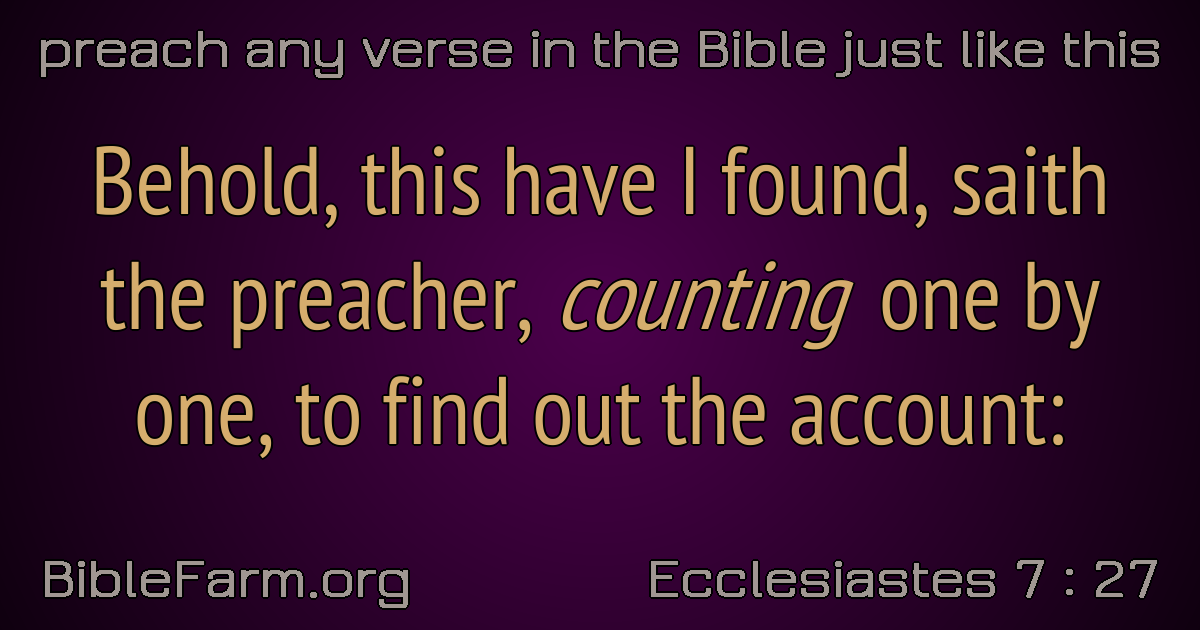 preach any verse in the Bible just like this
Behold, this have I found, saith
the preacher, counting one by
one, to find out the account:
BibleFarm.org
Ecclesiastes 7 : 27